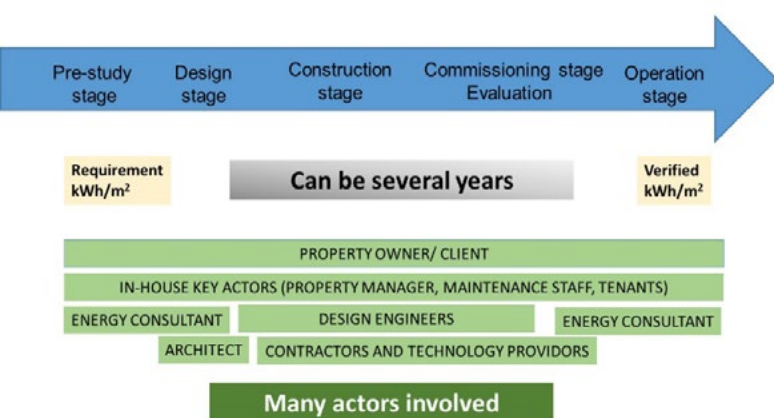 Pre-study
stage
Design
stage
Construction
stage
Commissioning stage
Evaluation
Operation
stage
Requirement
kWh/m²
Can be several years
Verified
kWh/m²
PROPERTY OWNER/ CLIENT
IN-HOUSE KEY ACTORS (PROPERTY MANAGER, MAINTENANCE STAFF, TENANTS)
ENERGY CONSULTANT
DESIGN ENGINEERS
ENERGY CONSULTANT
ARCHITECT
CONTRACTORS AND TECHNOLOGY PROVIDORS
Many actors involved